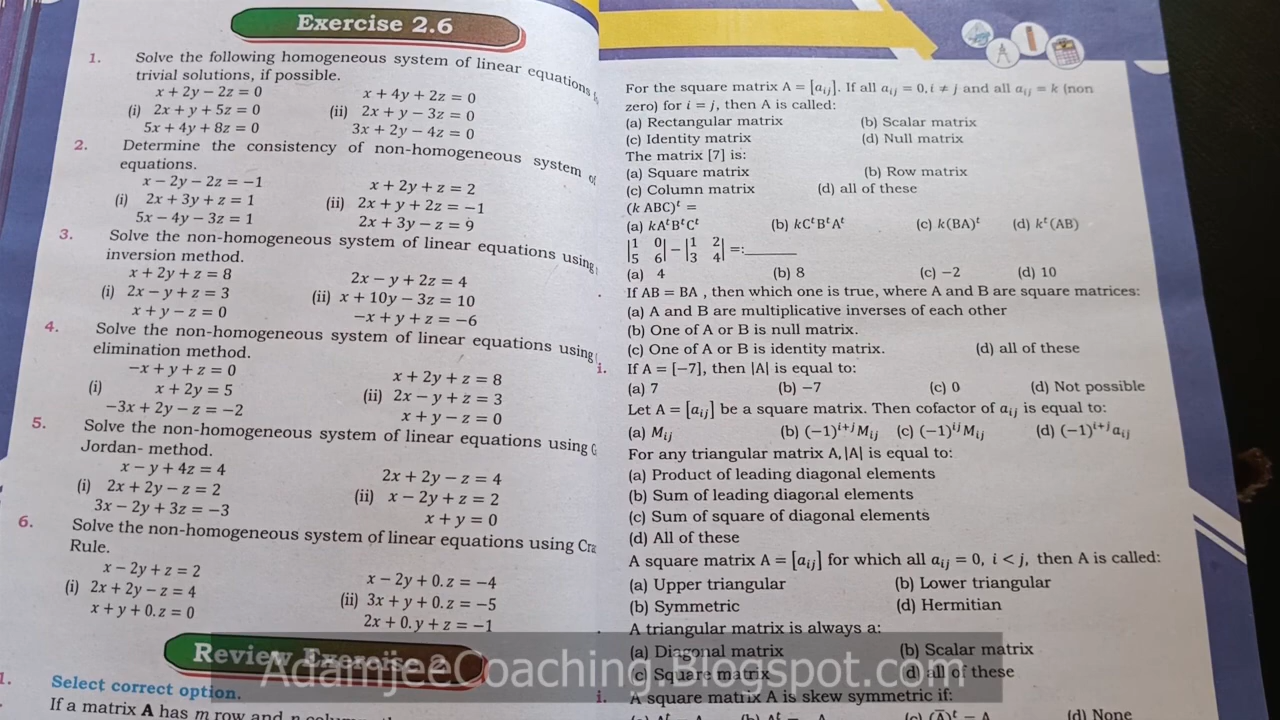 Exercise 2.6
1. Solve the following homogeneous system of linear equations
trivial solutions, if possible.
x + 2y − 2z = 0
(i) 2x + y + 5z = 0
5x + 4y + 8z = 0
x + 4y + 2z = 0
(ii) 2x + y − 3z = 0
3x + 2y − 4z = 0
2. Determine the consistency of non-homogeneous system of
equations.
x − 2y − 2z = −1
(i) 2x + 3y + z = 1
5x − 4y − 3z = 1
x + 2y + z = 2
(ii) 2x + y + 2z = −1
2x + 3y − z = 9
3. Solve the non-homogeneous system of linear equations using
inversion method.
x + 2y + z = 8
(i) 2x − y + z = 3
x + y − z = 0
2x − y + 2z = 4
(ii) x + 10y − 3z = 10
−x + y + z = −6
4. Solve the non-homogeneous system of linear equations using
elimination method.
−x + y + z = 0
(i) x + 2y = 5
−3x + 2y − z = −2
x + 2y + z = 8
(ii) 2x − y + z = 3
x + y − z = 0
5. Solve the non-homogeneous system of linear equations using G
Jordan- method.
x − y + 4z = 4
(i) 2x + 2y − z = 2
3x − 2y + 3z = −3
2x + 2y − z = 4
(ii) x − 2y + z = 2
x + y = 0
6. Solve the non-homogeneous system of linear equations using Cra
Rule.
x − 2y + z = 2
(i) 2x + 2y − z = 4
x + y + 0.z = 0
x − 2y + 0.z = −4
(ii) 3x + y + 0.z = −5
2x + 0.y + z = −1
Review Exercise 2
1. Select correct option.
If a matrix A has m row and n
For the square matrix A = [aᵢⱼ]. If all aᵢⱼ = 0, i ≠ j and all aᵢⱼ = k (non
zero) for i = j, then A is called:
(a) Rectangular matrix (b) Scalar matrix
(c) Identity matrix (d) Null matrix
The matrix [7] is:
(a) Square matrix (b) Row matrix
(c) Column matrix (d) all of these
(k ABC)ᵗ =
(a) kAᵗBᵗCᵗ (b) kCᵗBᵗAᵗ (c) k(BA)ᵗ (d) kᵗ(AB)
|1 0| − |1 2| =:______
|5 6| |3 4|
(a) 4 (b) 8 (c) −2 (d) 10
If AB = BA , then which one is true, where A and B are square matrices:
(a) A and B are multiplicative inverses of each other
(b) One of A or B is null matrix.
(c) One of A or B is identity matrix. (d) all of these
i. If A = [−7], then |A| is equal to:
(a) 7 (b) −7 (c) 0 (d) Not possible
Let A = [aᵢⱼ] be a square matrix. Then cofactor of aᵢⱼ is equal to:
(a) Mᵢⱼ (b) (−1)ⁱ⁺ʲMᵢⱼ (c) (−1)ⁱʲMᵢⱼ (d) (−1)ⁱ⁺ʲaᵢⱼ
For any triangular matrix A, |A| is equal to:
(a) Product of leading diagonal elements
(b) Sum of leading diagonal elements
(c) Sum of square of diagonal elements
(d) All of these
A square matrix A = [aᵢⱼ] for which all aᵢⱼ = 0, i < j, then A is called:
(a) Upper triangular (b) Lower triangular
(b) Symmetric (d) Hermitian
A triangular matrix is always a:
(a) Diagonal matrix (b) Scalar matrix
(c) Square matrix (d) all of these
i. A square matrix A is skew symmetric if:
(d) None
AdamjeeCoaching.Blogspot.com